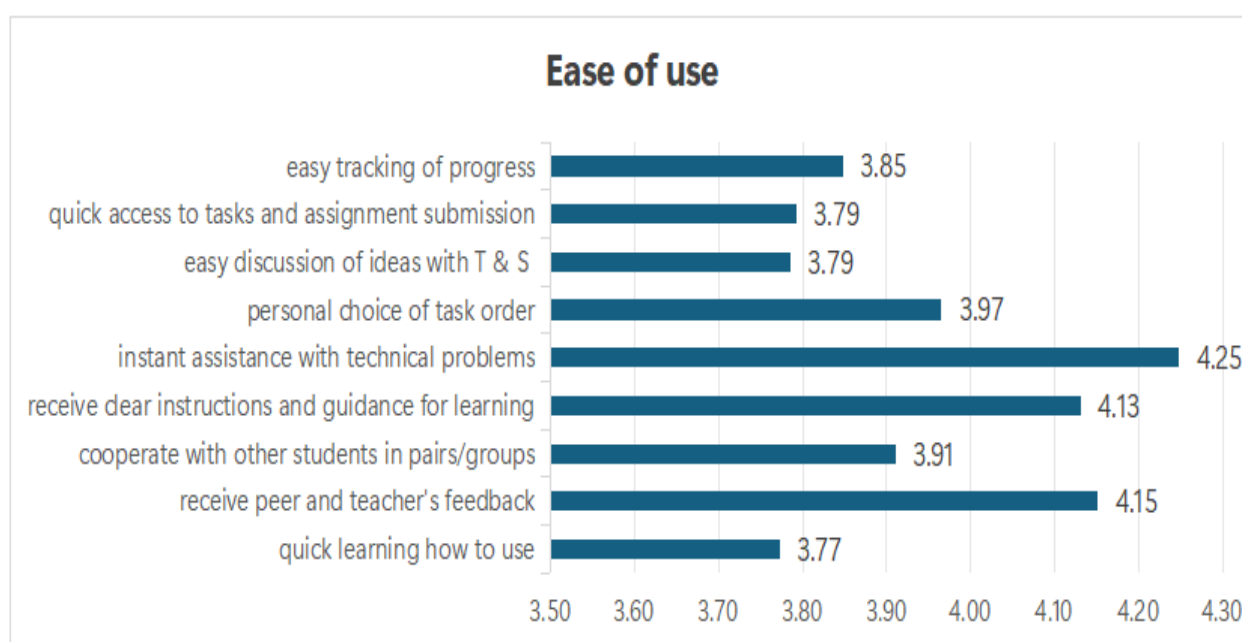 Ease of use
easy tracking of progress 3.85
quick access to tasks and assignment submission 3.79
easy discussion of ideas with T & S 3.79
personal choice of task order 3.97
instant assistance with technical problems 4.25
receive clear instructions and guidance for learning 4.13
cooperate with other students in pairs/groups 3.91
receive peer and teacher's feedback 4.15
quick learning how to use 3.77
3.50 3.60 3.70 3.80 3.90 4.00 4.10 4.20 4.30